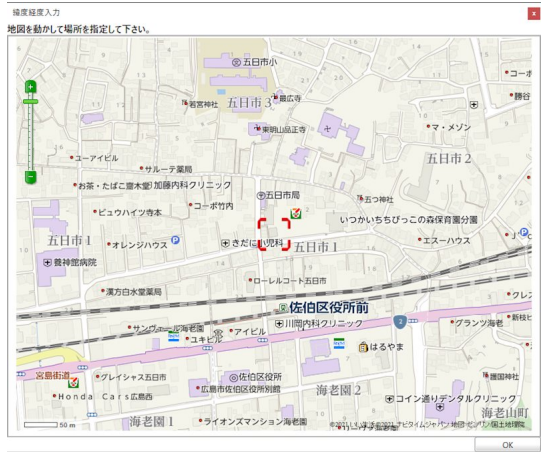 緯度経度入力
x
地図を動かして場所を指定して下さい。
五日市小
若宮神社
五日市3
最広寺
東明山品正寺
勝谷
マ・メゾン
ユーアイビル
サルーテ薬局
五日市2
お茶・たばこ齋木堂
加藤内科クリニック
五日市局
コーポ竹内
五つ神社
ビュウハイツ寺本
いつかいちちびっこの森保育園分園
五日市1
オレンジハウス
P
きだに小児科
五日市1
エスーハウス
養神館病院
ローレルコート五日市
漢方白水堂薬局
佐伯区役所前
クレス
サンヴェール海老園
アイビル
川岡内科クリニック
2
グランツ海老
ユキビル
はるやま
宮島街道
グレイシャス五日市
佐伯区役所
護国神社
Honda Cars広島西
広島市佐伯区役所別館
海老園2
コイン通りデンタルクリニック
海老園1
ライオンズマンション海老園
海老山町
50 m
OK